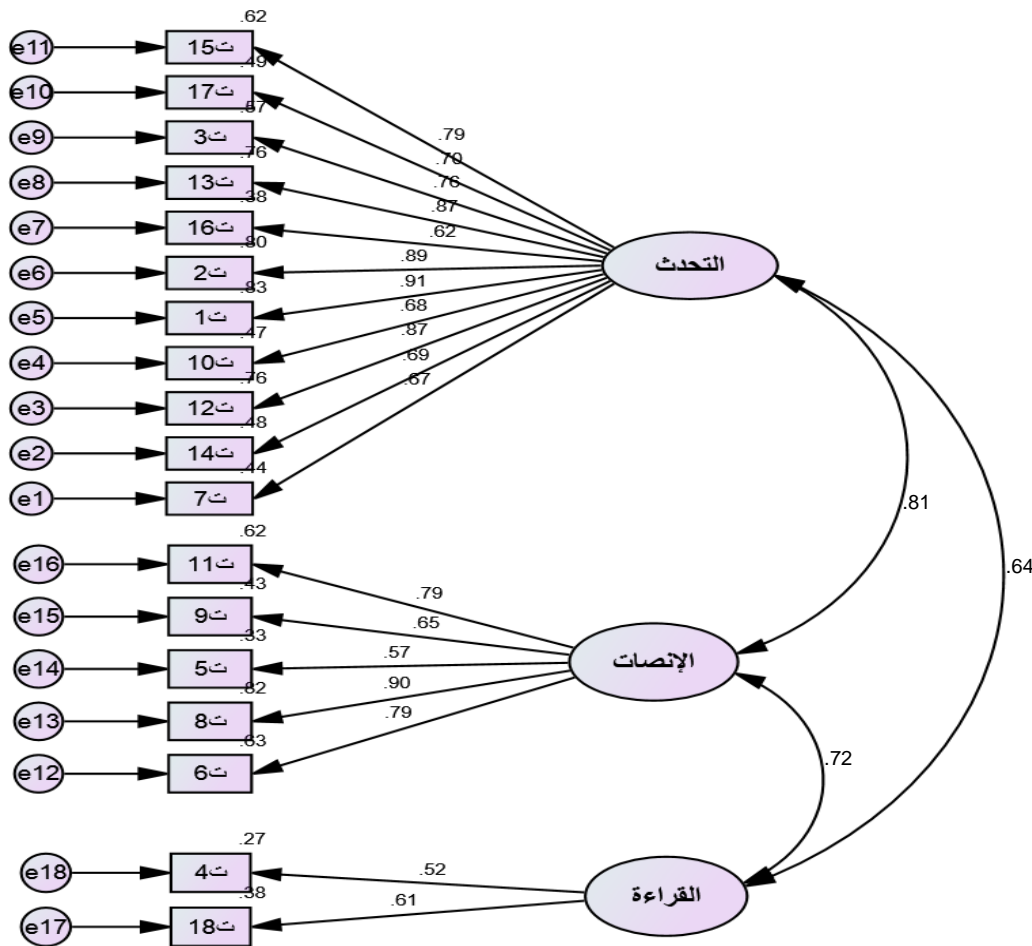 .62
e11 ت15
.49
e10 ت17
.57
e9 ت3
.76
e8 ت13
.38
e7 ت16
.80
e6 ت2
.83
e5 ت1
.47
e4 ت10
.76
e3 ت12
.48
e2 ت14
.44
e1 ت7
.79
.70
.76
.87
.62
.89
.91
.68
.87
.69
.67
التحدث
.81
.64
.62
e16 ت11
.43
e15 ت9
.33
e14 ت5
.82
e13 ت8
.63
e12 ت6
.79
.65
.57
.90
.79
الإنصات
.72
.27
e18 ت4
.38
e17 ت18
.52
.61
القراءة